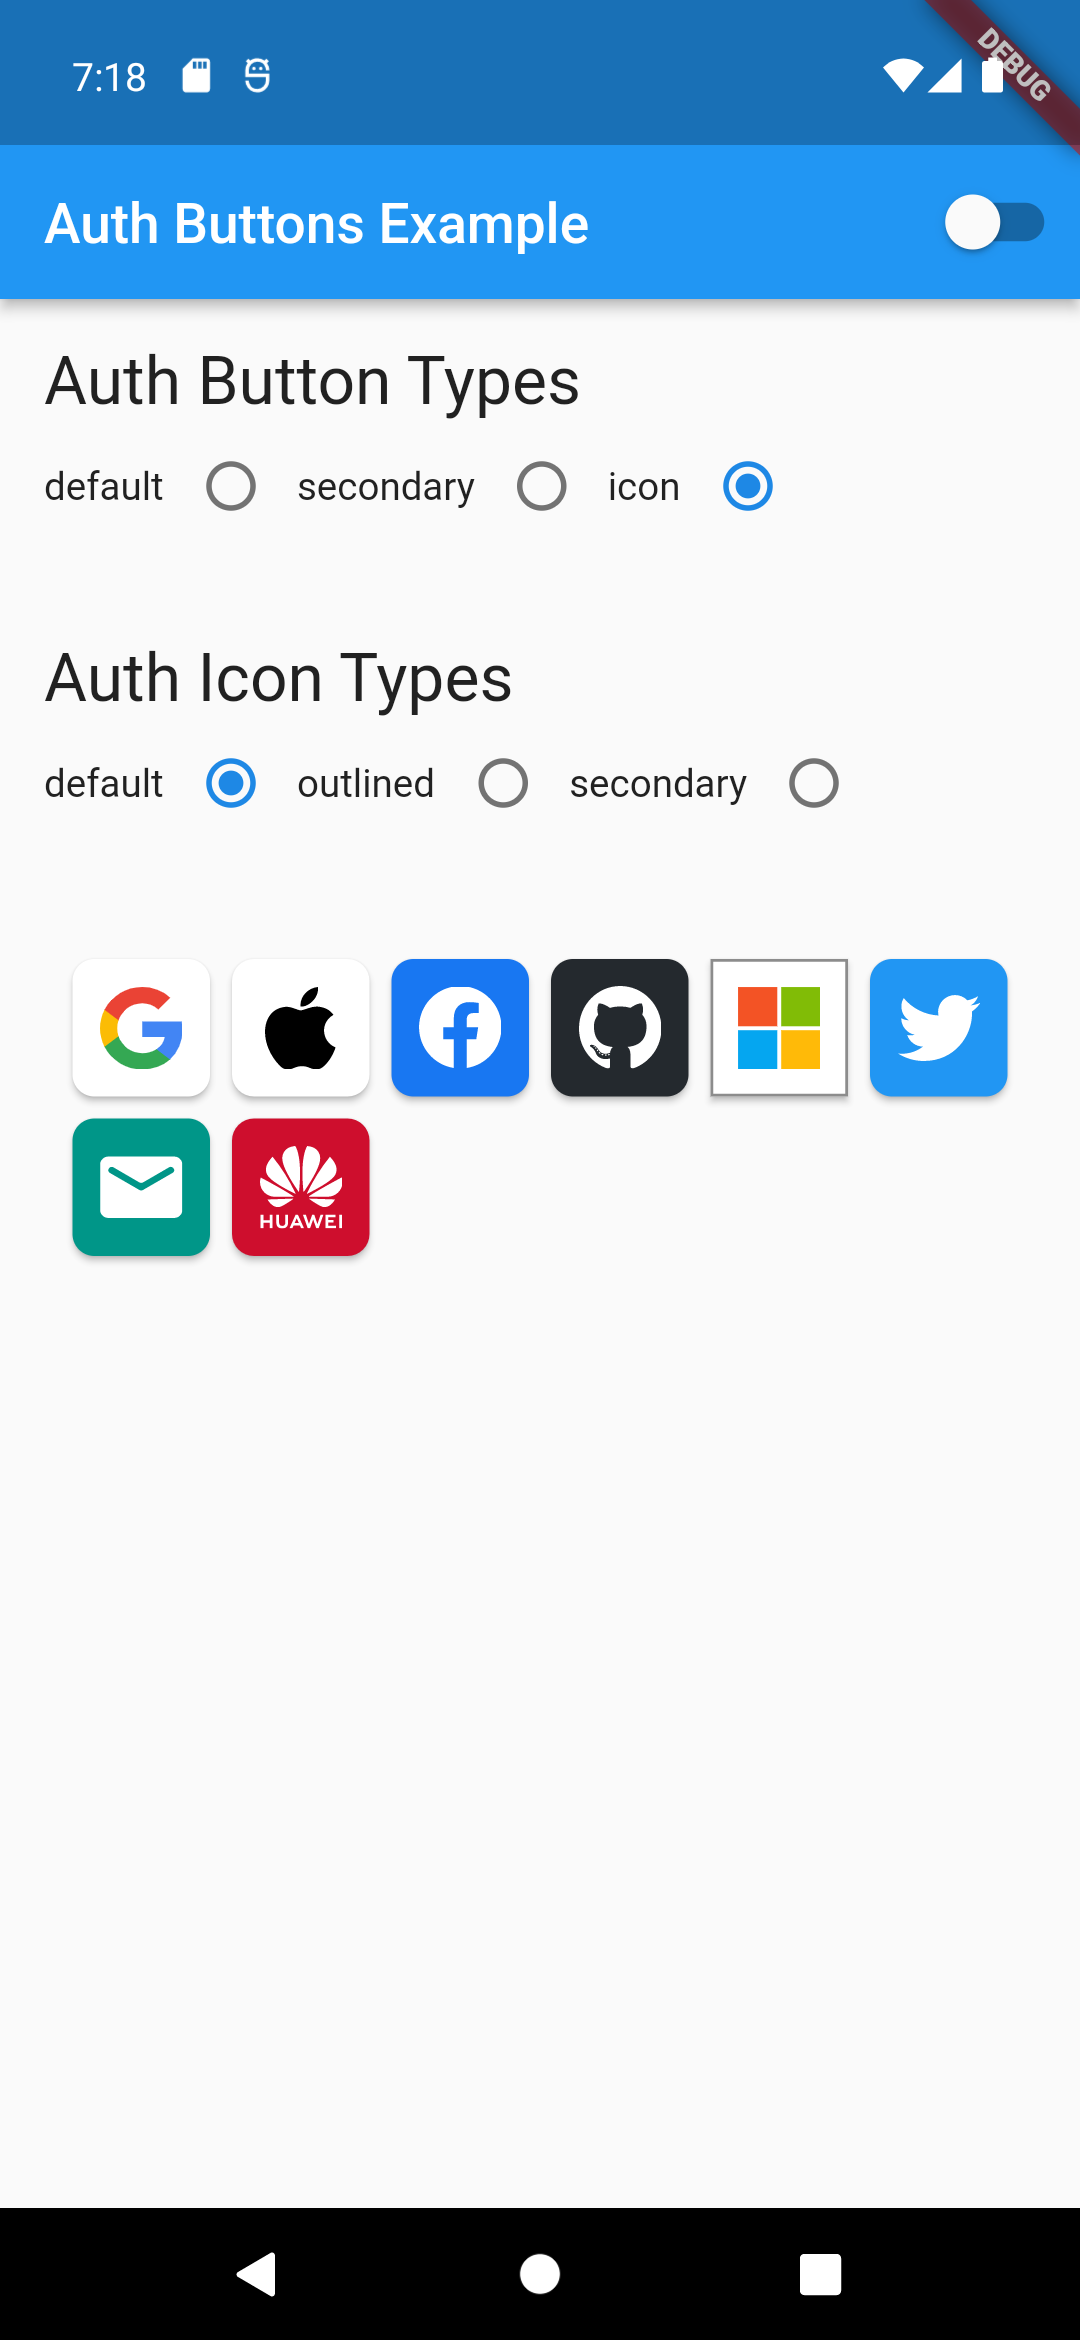 7:18
DEBUG
Auth Buttons Example
Auth Button Types
default secondary icon
Auth Icon Types
default outlined secondary
HUAWEI